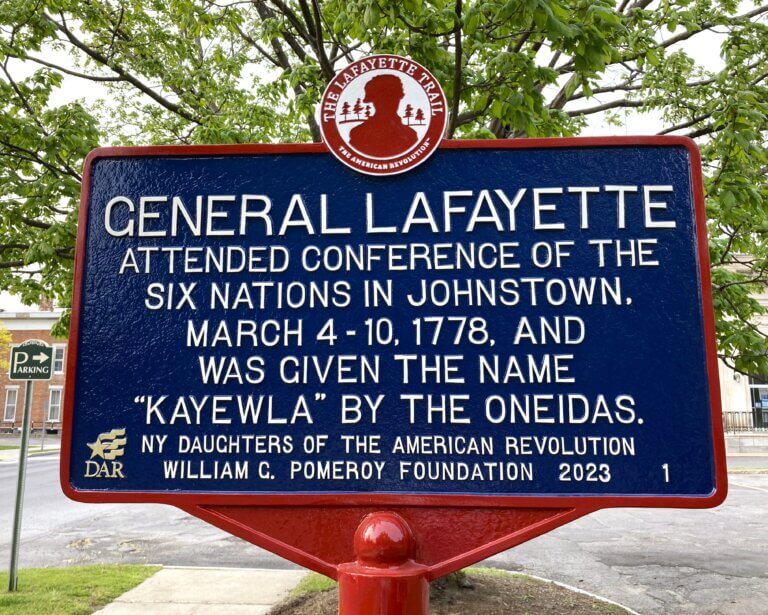 THE LAFAYETTE TRAIL
THE AMERICAN REVOLUTION
GENERAL LAFAYETTE
ATTENDED CONFERENCE OF THE
SIX NATIONS IN JOHNSTOWN,
MARCH 4-10, 1778, AND
WAS GIVEN THE NAME
"KAYEWLA" BY THE ONEIDAS.
NY DAUGHTERS OF THE AMERICAN REVOLUTION
WILLIAM G. POMEROY FOUNDATION 2023 1
DAR
PARKING